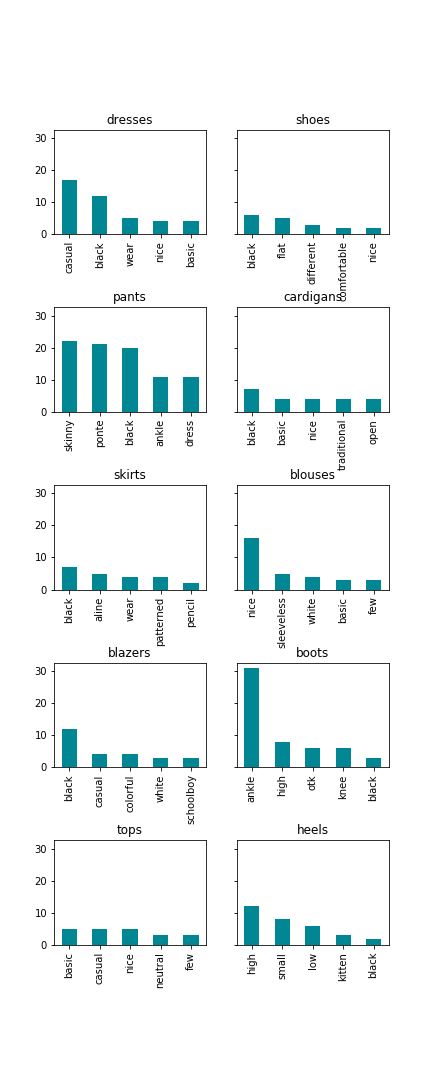 dresses
shoes
30
20
10
0
casual
black
wear
nice
basic
black
flat
different
comfortable
nice
pants
cardigans
30
20
10
0
skinny
ponte
black
ankle
dress
black
basic
nice
traditional
open
skirts
blouses
30
20
10
0
black
aline
wear
patterned
pencil
nice
sleeveless
white
basic
few
blazers
boots
30
20
10
0
black
casual
colorful
white
schoolboy
ankle
high
otk
knee
black
tops
heels
30
20
10
0
basic
casual
nice
neutral
few
high
small
low
kitten
black